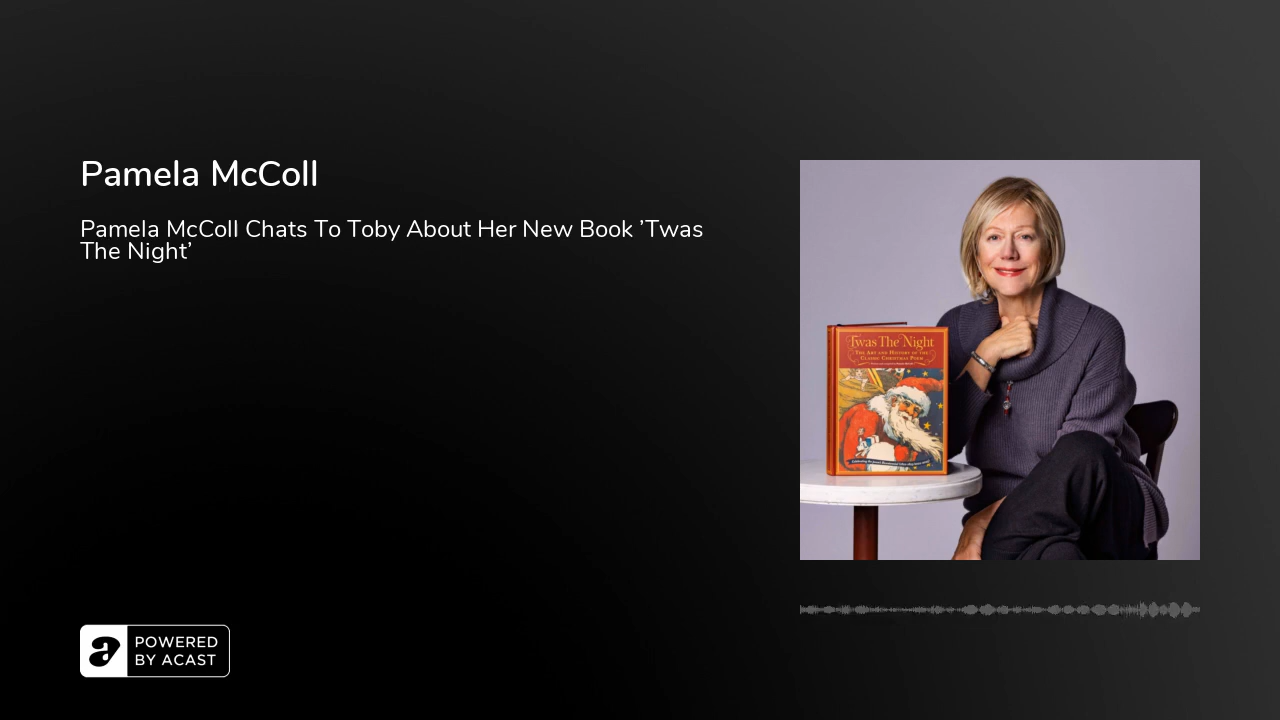 Pamela McColl
Pamela McColl Chats To Toby About Her New Book ’Twas
The Night’
'Twas The Night
The Art and History of the
Classic Christmas Poem
POWERED
BY ACAST